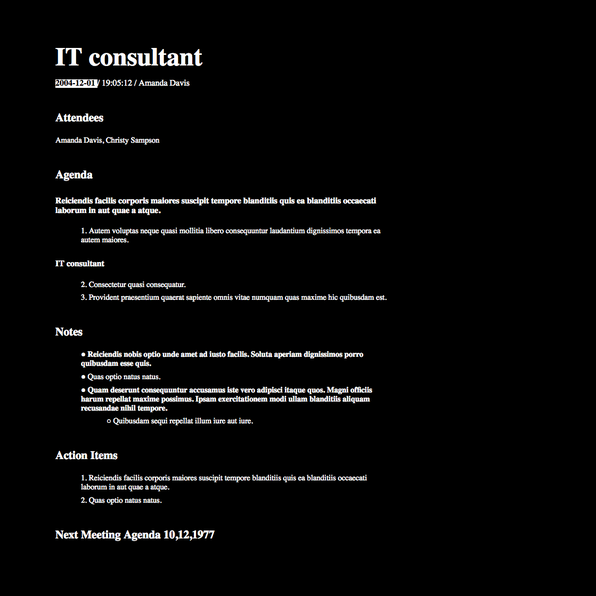 IT consultant
2004-12-01 / 19:05:12 / Amanda Davis
Attendees
Amanda Davis, Christy Sampson
Agenda
Reiciendis facilis corporis maiores suscipit tempore blanditiis quis ea blanditiis occaecati
laborum in aut quae a atque.
1. Autem voluptas neque quasi mollitia libero consequuntur laudantium dignissimos tempora ea
autem maiores.
IT consultant
2. Consectetur quasi consequatur.
3. Provident praesentium quaerat sapiente omnis vitae numquam quas maxime hic quibusdam est.
Notes
● Reiciendis nobis optio unde amet ad iusto facilis. Soluta aperiam dignissimos porro
quibusdam esse quis.
● Quas optio natus natus.
● Quam deserunt consequuntur accusamus iste vero adipisci itaque quos. Magni officiis
harum repellat maxime possimus. Ipsam exercitationem modi ullam blanditiis aliquam
recusandae nihil tempore.
○ Quibusdam sequi repellat illum iure aut iure.
Action Items
1. Reiciendis facilis corporis maiores suscipit tempore blanditiis quis ea blanditiis occaecati
laborum in aut quae a atque.
2. Quas optio natus natus.
Next Meeting Agenda 10,12,1977